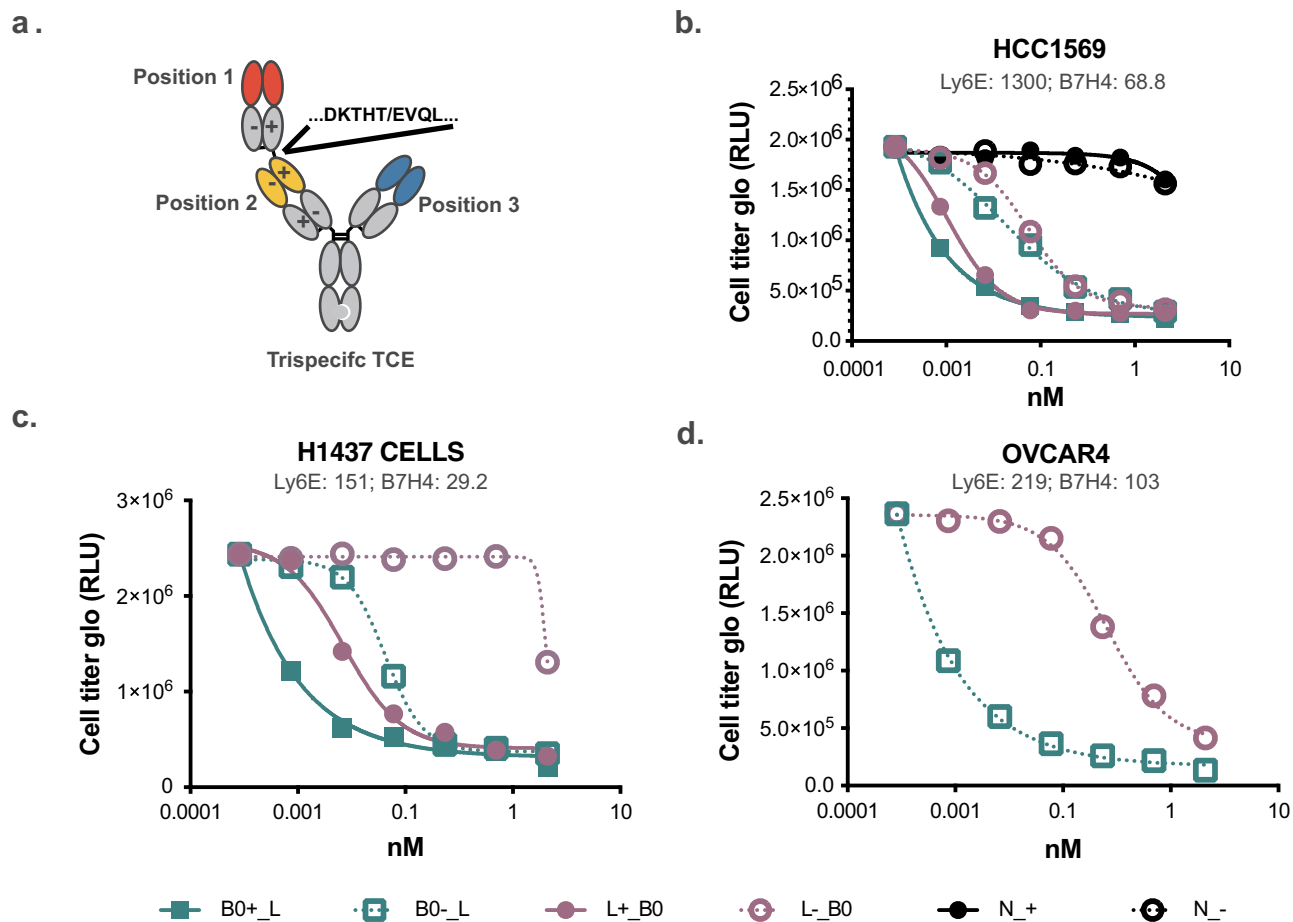 a .
Position 1
...DKTHT/EVQL...
- +
+
-
Position 2
-
+
Position 3
Trispecifc TCE
b.
HCC1569
Ly6E: 1300; B7H4: 68.8
Cell titer glo (RLU)
2.5×10⁶
2.0×10⁶
1.5×10⁶
1.0×10⁶
5.0×10⁵
0.0
0.0001 0.001 0.1 1 10
nM
c.
H1437 CELLS
Ly6E: 151; B7H4: 29.2
Cell titer glo (RLU)
3×10⁶
2×10⁶
1×10⁶
0
0.0001 0.001 0.1 1 10
nM
d.
OVCAR4
Ly6E: 219; B7H4: 103
Cell titer glo (RLU)
2.5×10⁶
2.0×10⁶
1.5×10⁶
1.0×10⁶
5.0×10⁵
0.0
0.0001 0.001 0.1 1 10
nM
B0+_L B0-_L L+_B0 L-_B0 N_+ N_-